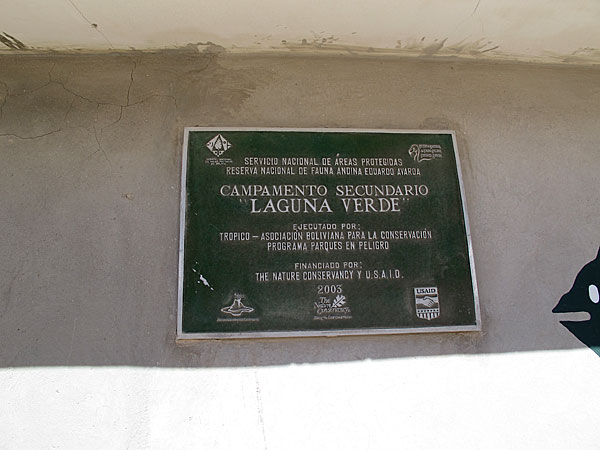 SERVICIO NACIONAL DE ÁREAS PROTEGIDAS
RESERVA NACIONAL DE FAUNA ANDINA EDUARDO AVAROA
CAMPAMENTO SECUNDARIO
"LAGUNA VERDE"
EJECUTADO POR:
TROPICO - ASOCIACIÓN BOLIVIANA PARA LA CONSERVACIÓN
PROGRAMA PARQUES EN PELIGRO
FINANCIADO POR:
THE NATURE CONSERVANCY Y U.S.A.I.D.
2003
The Nature
Conservancy
USAID